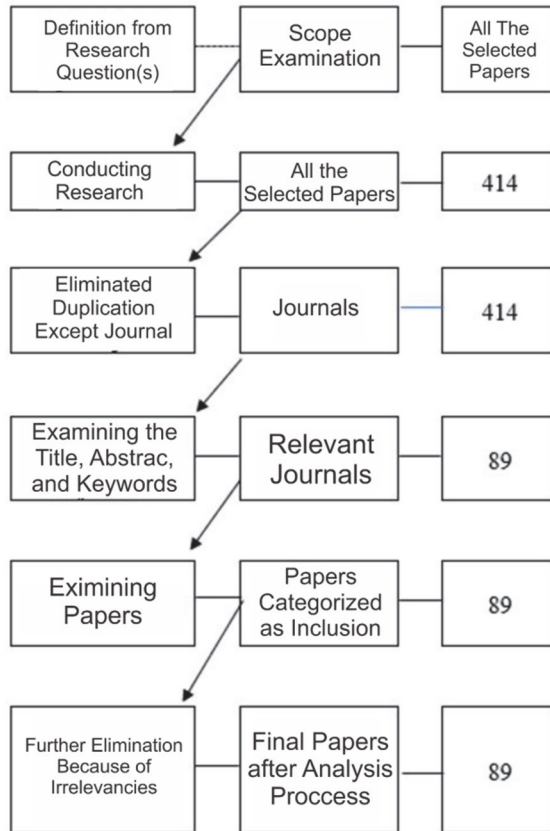 Definition from
Research
Question(s)
Scope
Examination
All The
Selected
Papers
Conducting
Research
All the
Selected Papers
414
Eliminated
Duplication
Except Journal
Journals
414
Examining the
Title, Abstrac,
and Keywords
Relevant
Journals
89
Eximining
Papers
Papers
Categorized
as Inclusion
89
Further Elimination
Because of
Irrelevancies
Final Papers
after Analysis
Proccess
89